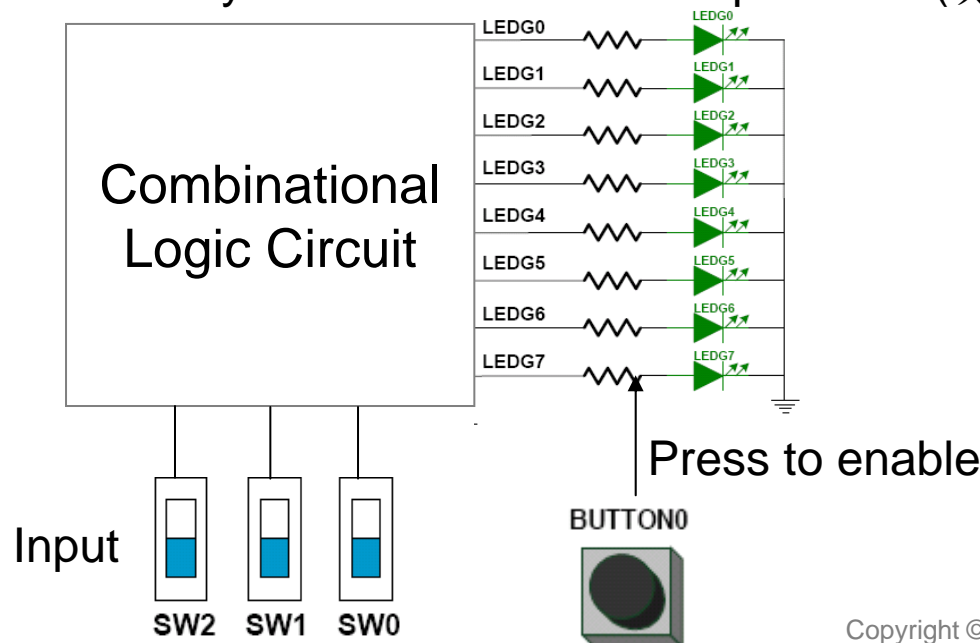 LEDG0
LEDG0
LEDG1
LEDG1
LEDG2
LEDG2
LEDG3
LEDG3
LEDG4
LEDG4
LEDG5
LEDG5
LEDG6
LEDG6
LEDG7
LEDG7
Combinational
Logic Circuit
Press to enable
BUTTON0
Input
SW2 SW1 SW0
Copyright ©